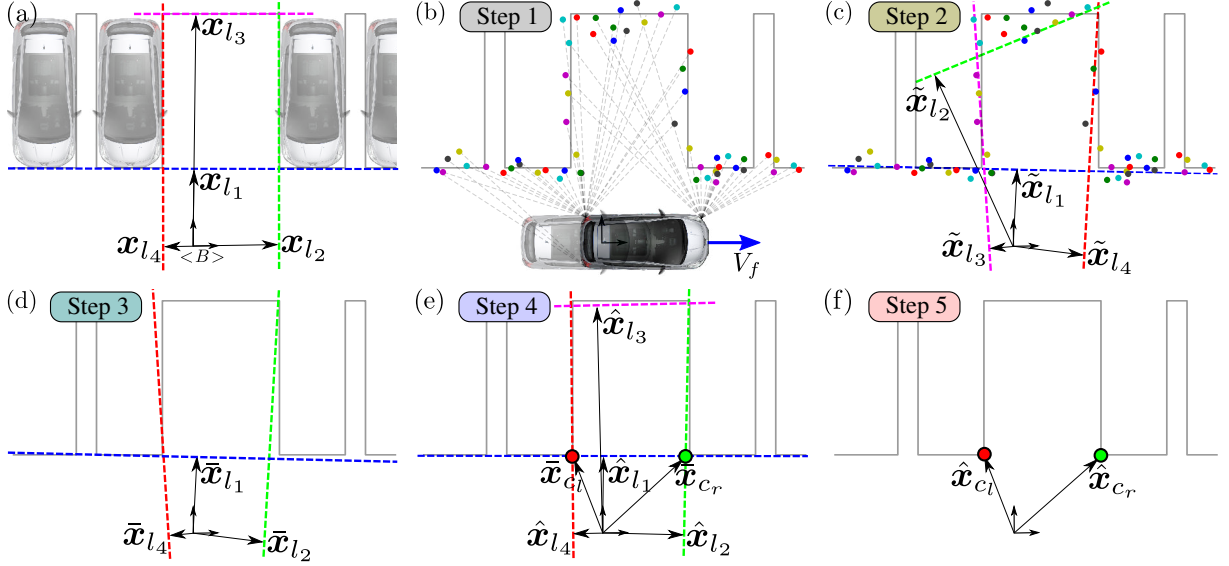 (a)
x_{l_3}
x_{l_1}
x_{l_4}
<B>
x_{l_2}
(b) Step 1
V_f
(c) Step 2
x̃_{l_2}
x̃_{l_1}
x̃_{l_3}
x̃_{l_4}
(d) Step 3
x̄_{l_1}
x̄_{l_4}
x̄_{l_2}
(e) Step 4
x̂_{l_3}
x̄_{c_l} x̂_{l_1} x̄_{c_r}
x̂_{l_4} x̂_{l_2}
(f) Step 5
x̂_{c_l} x̂_{c_r}